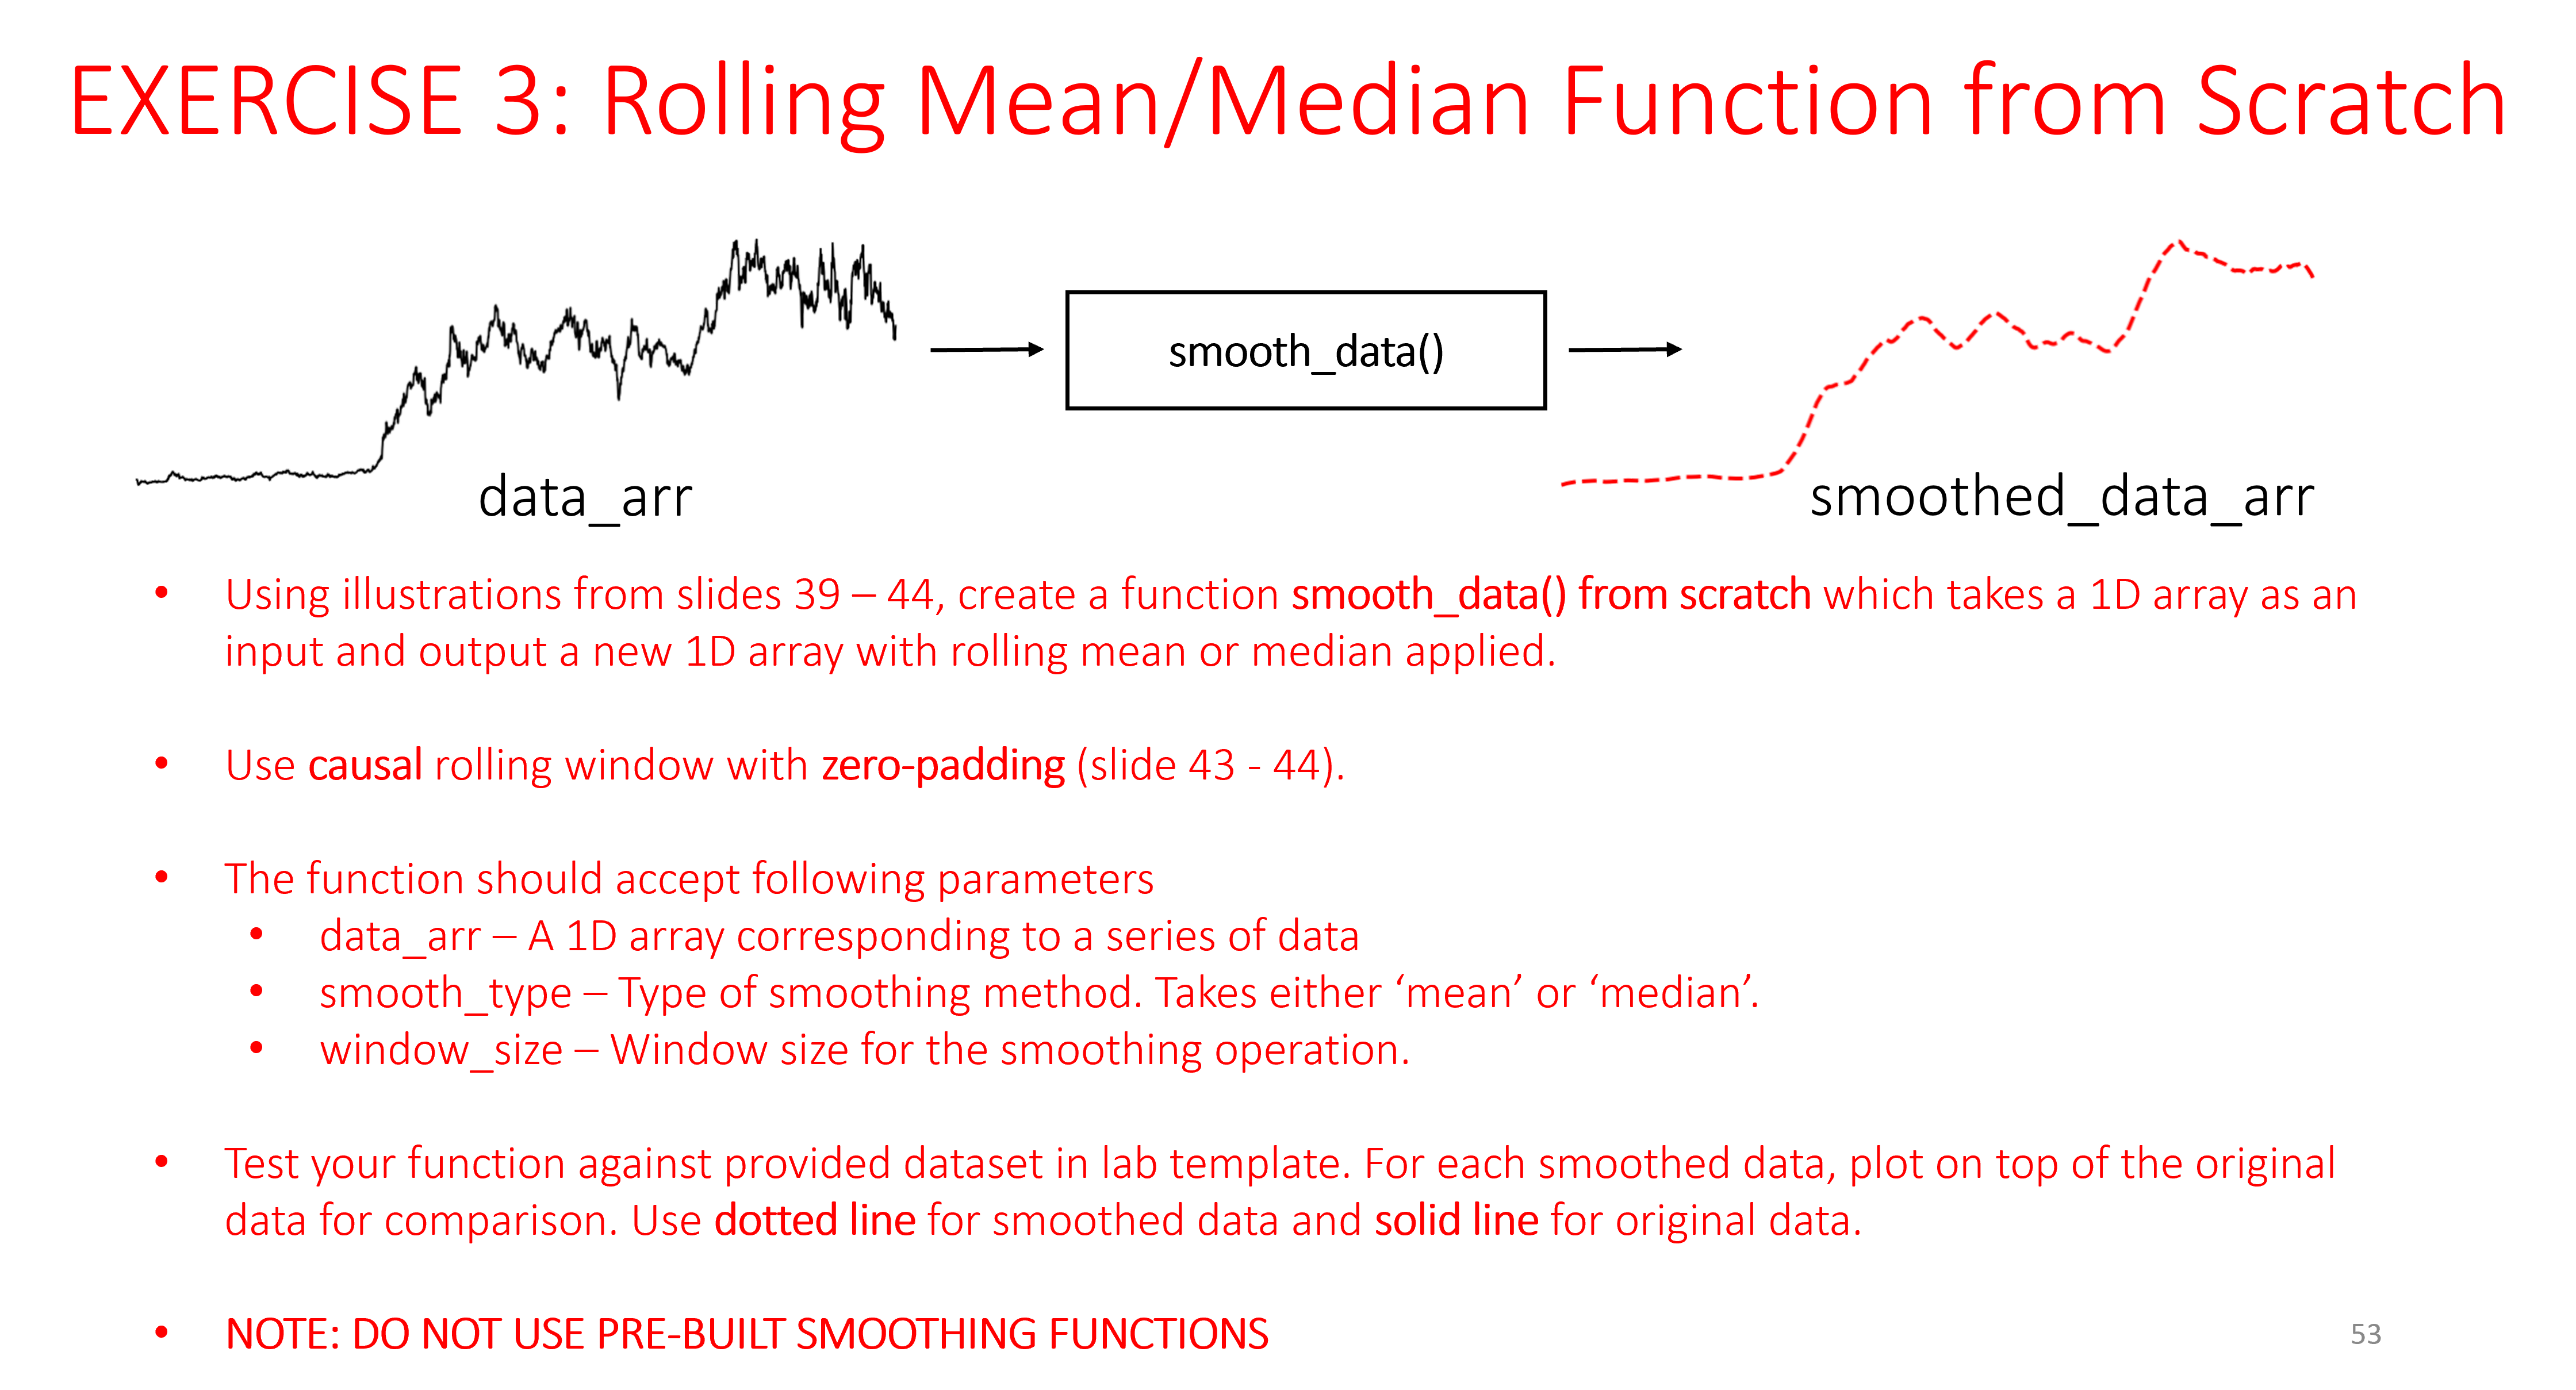 EXERCISE 3: Rolling Mean/Median Function from Scratch
smooth_data()
data_arr
smoothed_data_arr
• Using illustrations from slides 39 – 44, create a function smooth_data() from scratch which takes a 1D array as an
input and output a new 1D array with rolling mean or median applied.
• Use causal rolling window with zero-padding (slide 43 - 44).
• The function should accept following parameters
• data_arr – A 1D array corresponding to a series of data
• smooth_type – Type of smoothing method. Takes either ‘mean’ or ‘median’.
• window_size – Window size for the smoothing operation.
• Test your function against provided dataset in lab template. For each smoothed data, plot on top of the original
data for comparison. Use dotted line for smoothed data and solid line for original data.
• NOTE: DO NOT USE PRE-BUILT SMOOTHING FUNCTIONS
53